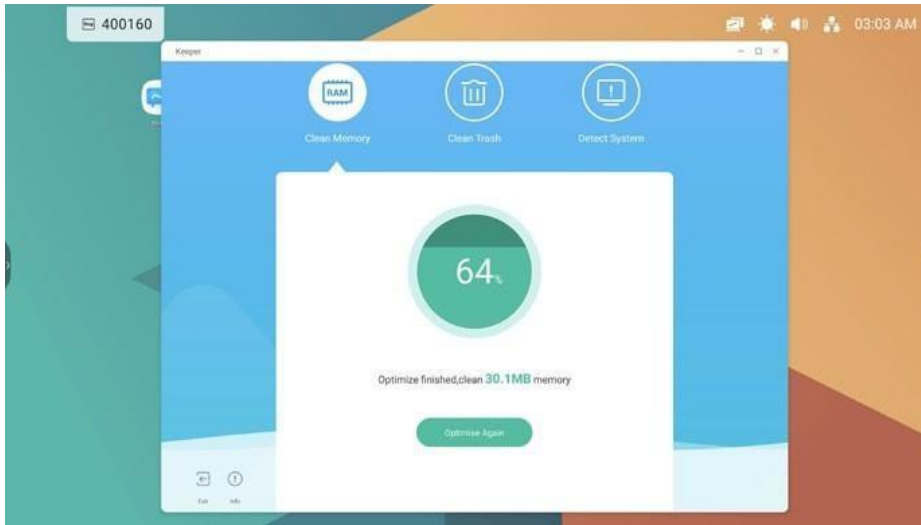 400160
03:03 AM
Keeper
RAM
Clean Memory
Clean Trash
Detect System
64%
Optimize finished,clean 30.1MB memory
Optimise Again
Exit
Info